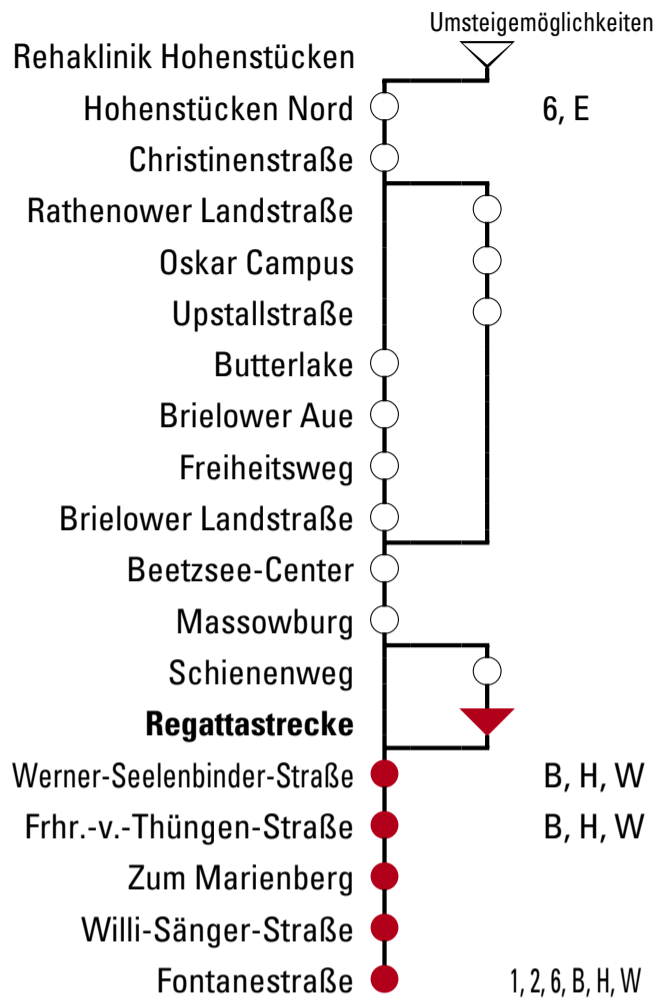 Umsteigemöglichkeiten
Rehaklinik Hohenstücken
Hohenstücken Nord 6, E
Christinenstraße
Rathenower Landstraße
Oskar Campus
Upstallstraße
Butterlake
Brielower Aue
Freiheitsweg
Brielower Landstraße
Beetzsee-Center
Massowburg
Schienenweg
Regattastrecke
Werner-Seelenbinder-Straße B, H, W
Frhr.-v.-Thüngen-Straße B, H, W
Zum Marienberg
Willi-Sänger-Straße
Fontanestraße 1, 2, 6, B, H, W